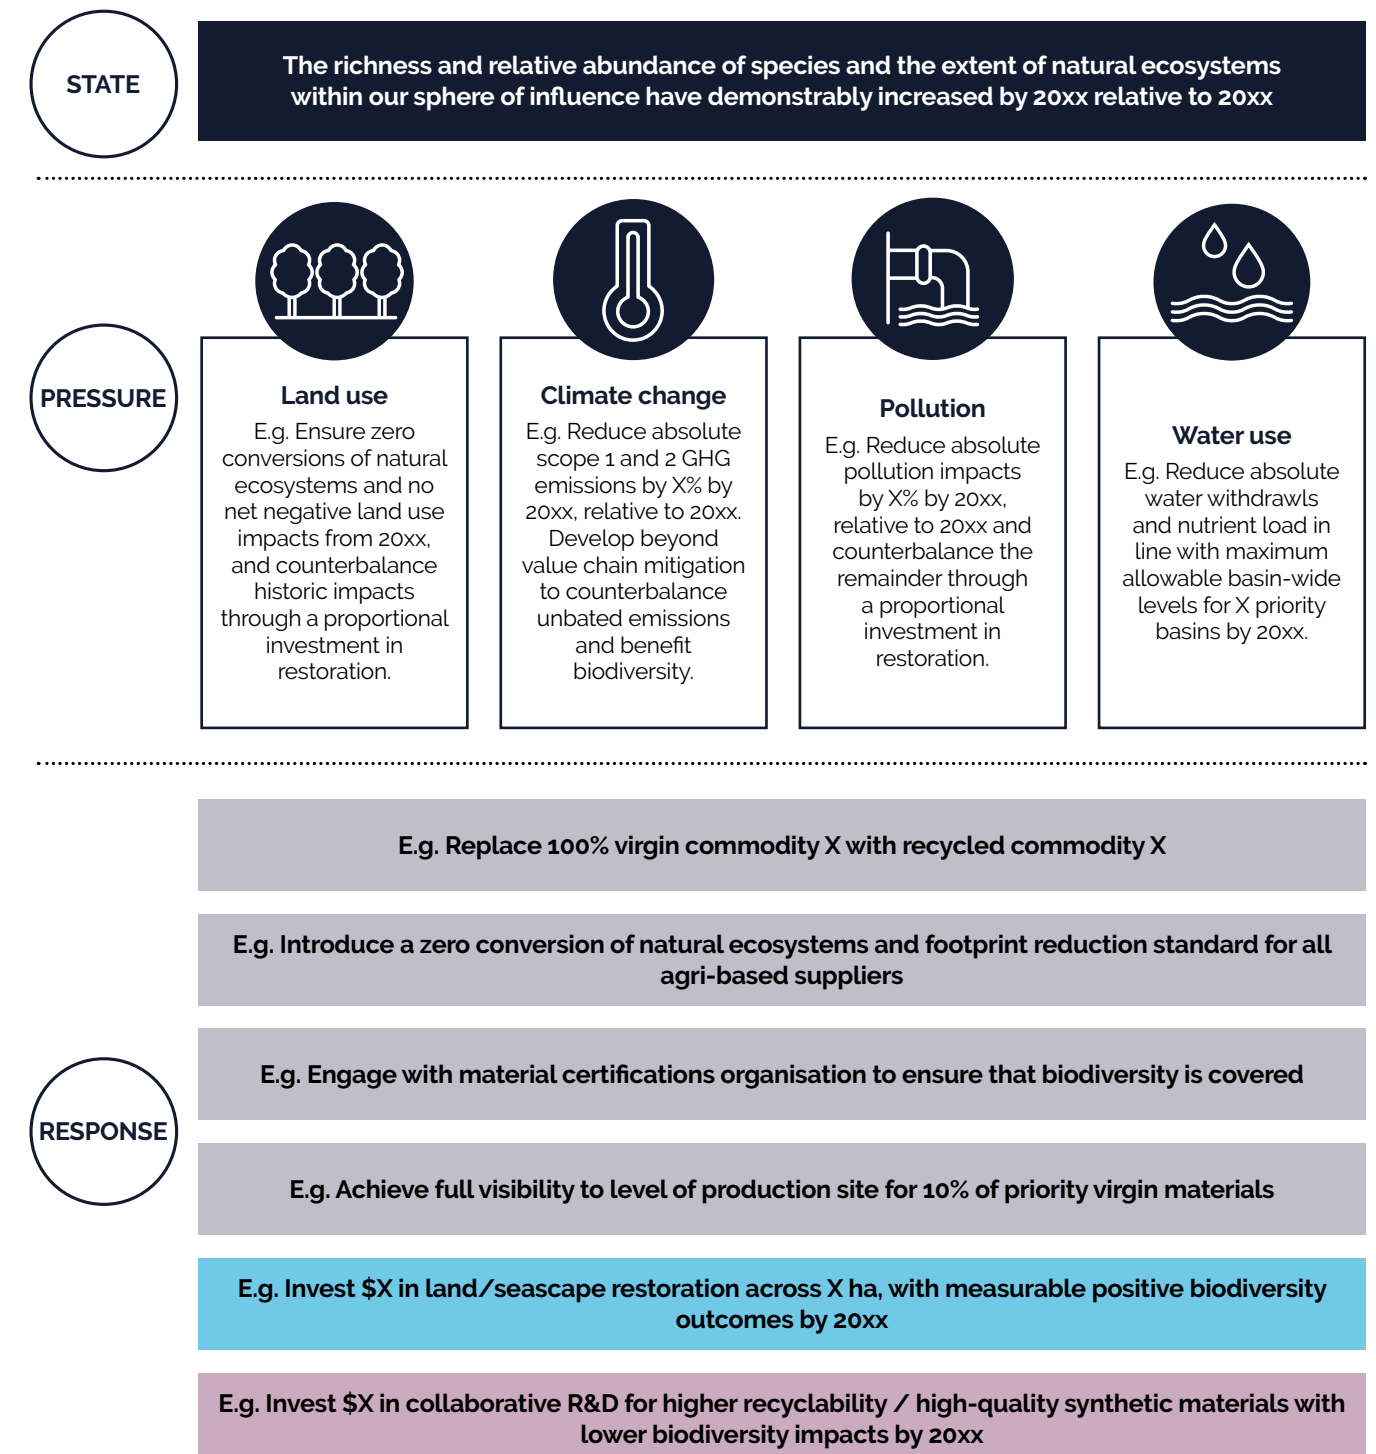 STATE
The richness and relative abundance of species and the extent of natural ecosystems
within our sphere of influence have demonstrably increased by 20xx relative to 20xx
PRESSURE
Land use
E.g. Ensure zero
conversions of natural
ecosystems and no
net negative land use
impacts from 20xx,
and counterbalance
historic impacts
through a proportional
investment in
restoration.
Climate change
E.g. Reduce absolute
scope 1 and 2 GHG
emissions by X% by
20xx, relative to 20xx.
Develop beyond
value chain mitigation
to counterbalance
unbated emissions
and benefit
biodiversity.
Pollution
E.g. Reduce absolute
pollution impacts
by X% by 20xx,
relative to 20xx and
counterbalance the
remainder through
a proportional
investment in
restoration.
Water use
E.g. Reduce absolute
water withdrawls
and nutrient load in
line with maximum
allowable basin-wide
levels for X priority
basins by 20xx.
RESPONSE
E.g. Replace 100% virgin commodity X with recycled commodity X
E.g. Introduce a zero conversion of natural ecosystems and footprint reduction standard for all
agri-based suppliers
E.g. Engage with material certifications organisation to ensure that biodiversity is covered
E.g. Achieve full visibility to level of production site for 10% of priority virgin materials
E.g. Invest $X in land/seascape restoration across X ha, with measurable positive biodiversity
outcomes by 20xx
E.g. Invest $X in collaborative R&D for higher recyclability / high-quality synthetic materials with
lower biodiversity impacts by 20xx